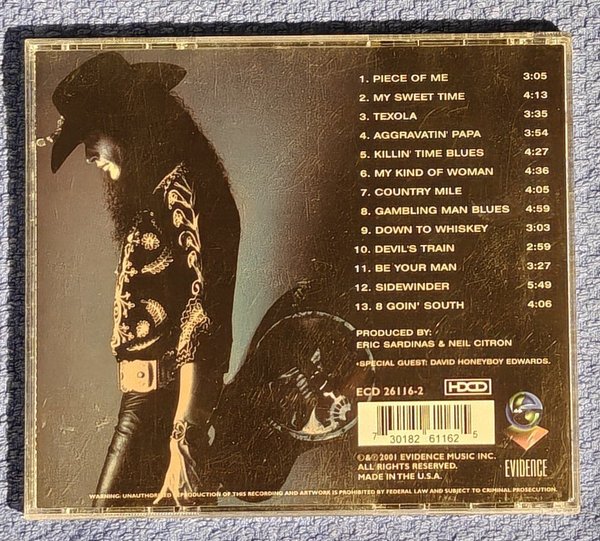 1. PIECE OF ME 3:05
2. MY SWEET TIME 4:13
3. TEXOLA 3:35
4. AGGRAVATIN' PAPA 3:54
5. KILLIN' TIME BLUES 4:27
6. MY KIND OF WOMAN 4:36
7. COUNTRY MILE 4:05
8. GAMBLING MAN BLUES 4:59
9. DOWN TO WHISKEY 3:03
10. DEVIL'S TRAIN 2:59
11. BE YOUR MAN 3:27
12. SIDEWINDER 5:49
13. 8 GOIN' SOUTH 4:06
PRODUCED BY:
ERIC SARDINAS & NEIL CITRON
•SPECIAL GUEST: DAVID HONEYBOY EDWARDS.
ECD 26116-2 HDCD
7 30182 61162 5
©&℗2001 EVIDENCE MUSIC INC.
ALL RIGHTS RESERVED.
MADE IN THE U.S.A.
EVIDENCE
WARNING: UNAUTHORIZED REPRODUCTION OF THIS RECORDING AND ARTWORK IS PROHIBITED BY FEDERAL LAW AND SUBJECT TO CRIMINAL PROSECUTION.